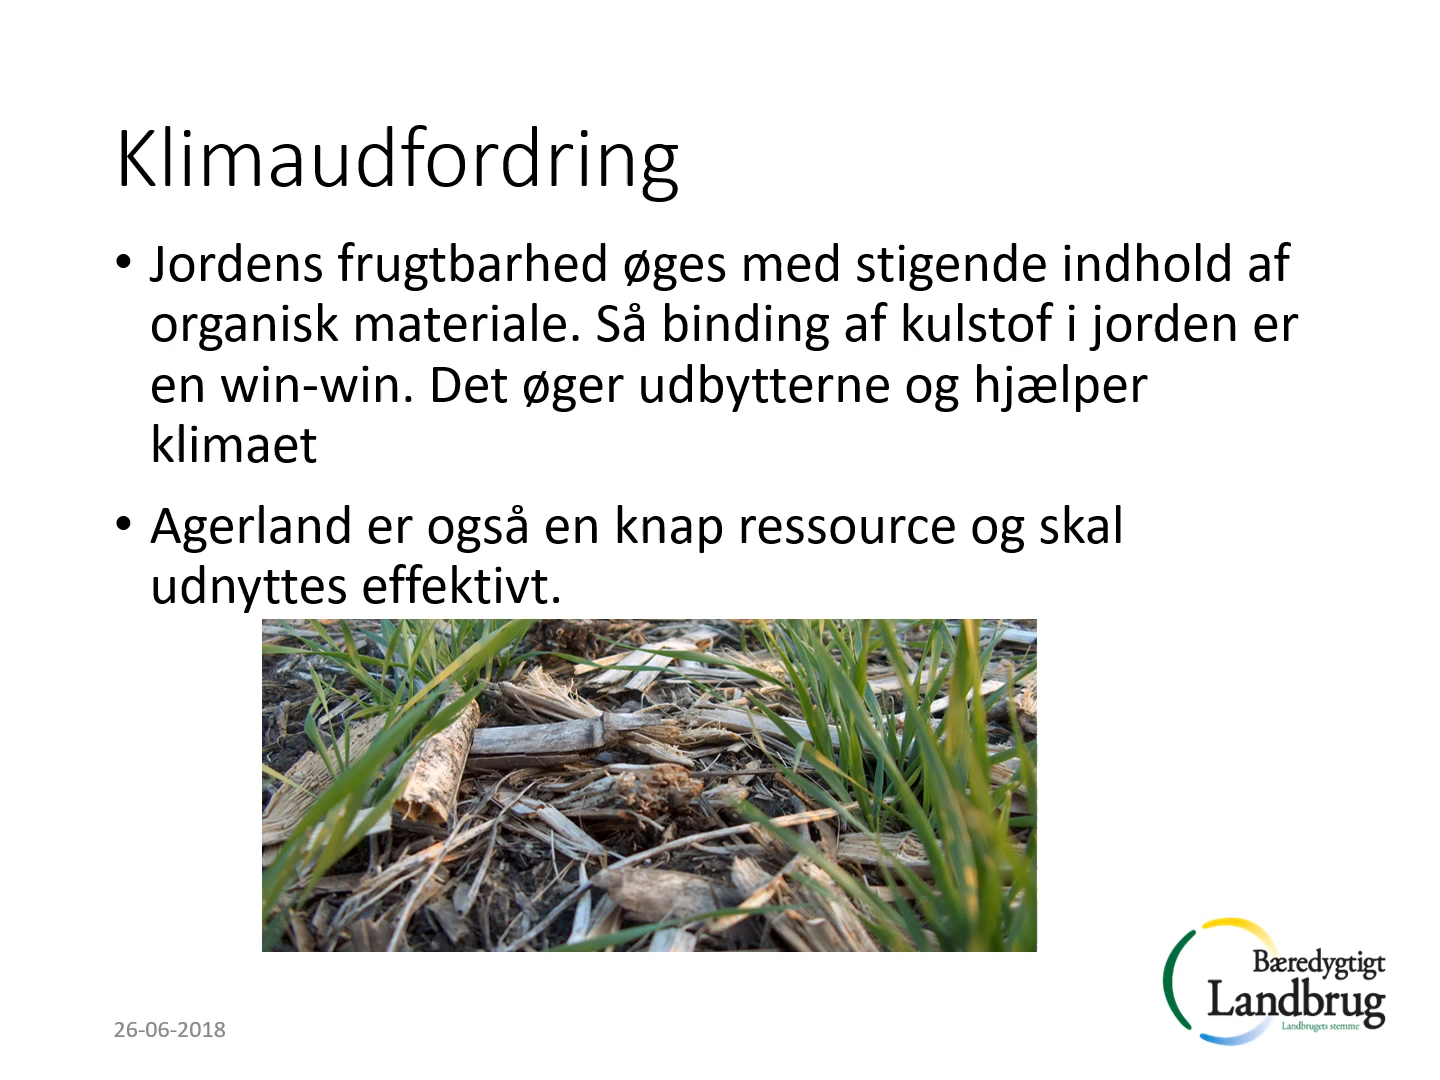 Klimaudfordring
• Jordens frugtbarhed øges med stigende indhold af
organisk materiale. Så binding af kulstof i jorden er
en win-win. Det øger udbytterne og hjælper
klimaet
• Agerland er også en knap ressource og skal
udnyttes effektivt.
Bæredygtigt
Landbrug
Landbrugets stemme
26-06-2018